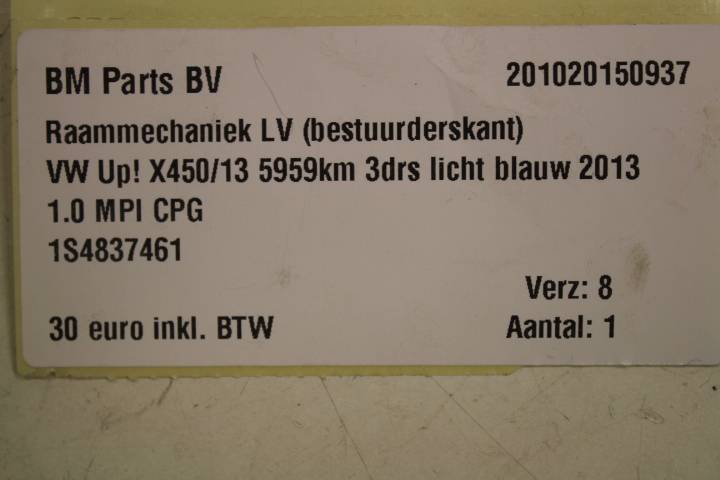 BM Parts BV 201020150937
Raammechaniek LV (bestuurderskant)
VW Up! X450/13 5959km 3drs licht blauw 2013
1.0 MPI CPG
1S4837461
Verz: 8
30 euro inkl. BTW Aantal: 1